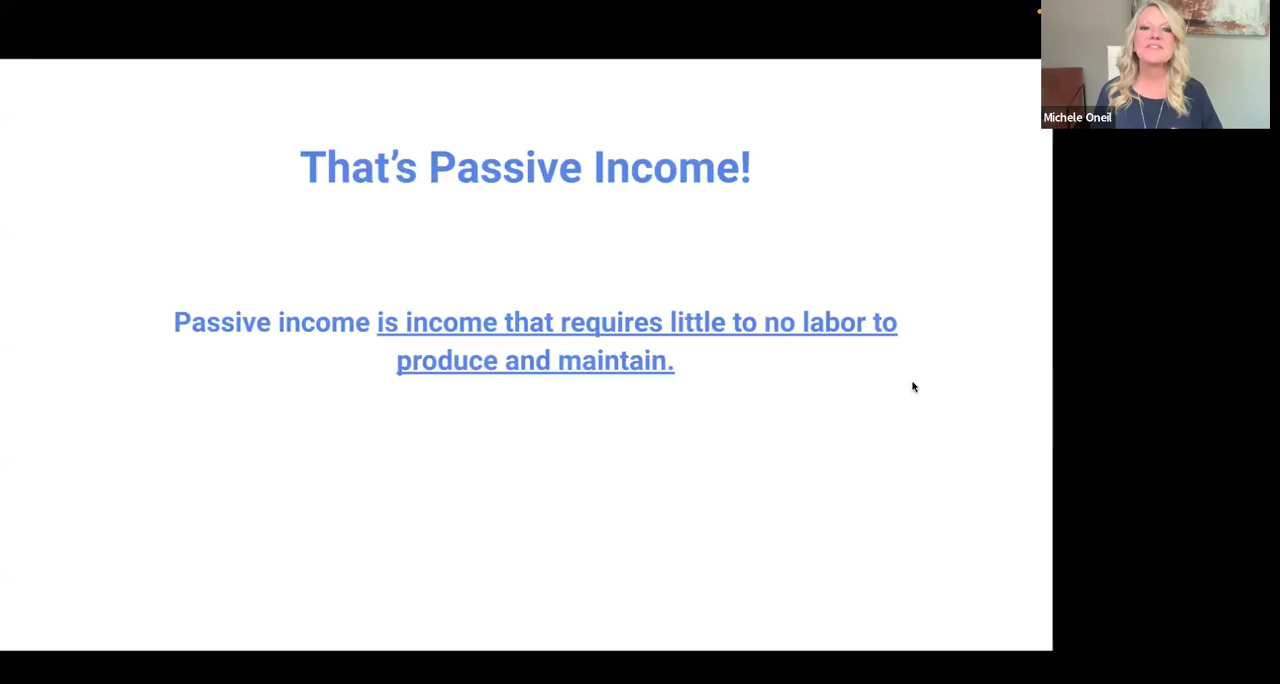 Michele Oneil
That’s Passive Income!
Passive income is income that requires little to no labor to
produce and maintain.